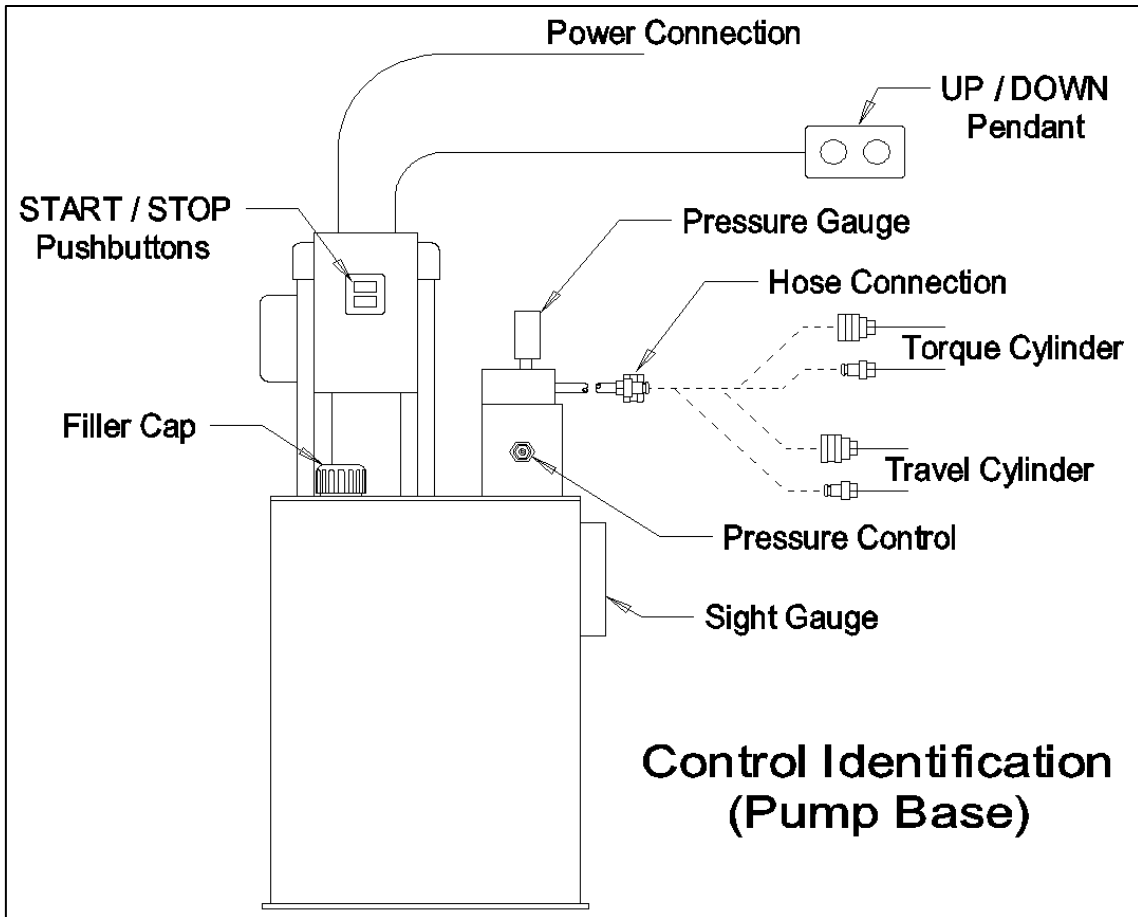 Power Connection
UP / DOWN
Pendant
START / STOP
Pushbuttons
Pressure Gauge
Hose Connection
Torque Cylinder
Filler Cap
Travel Cylinder
Pressure Control
Sight Gauge
Control Identification
(Pump Base)